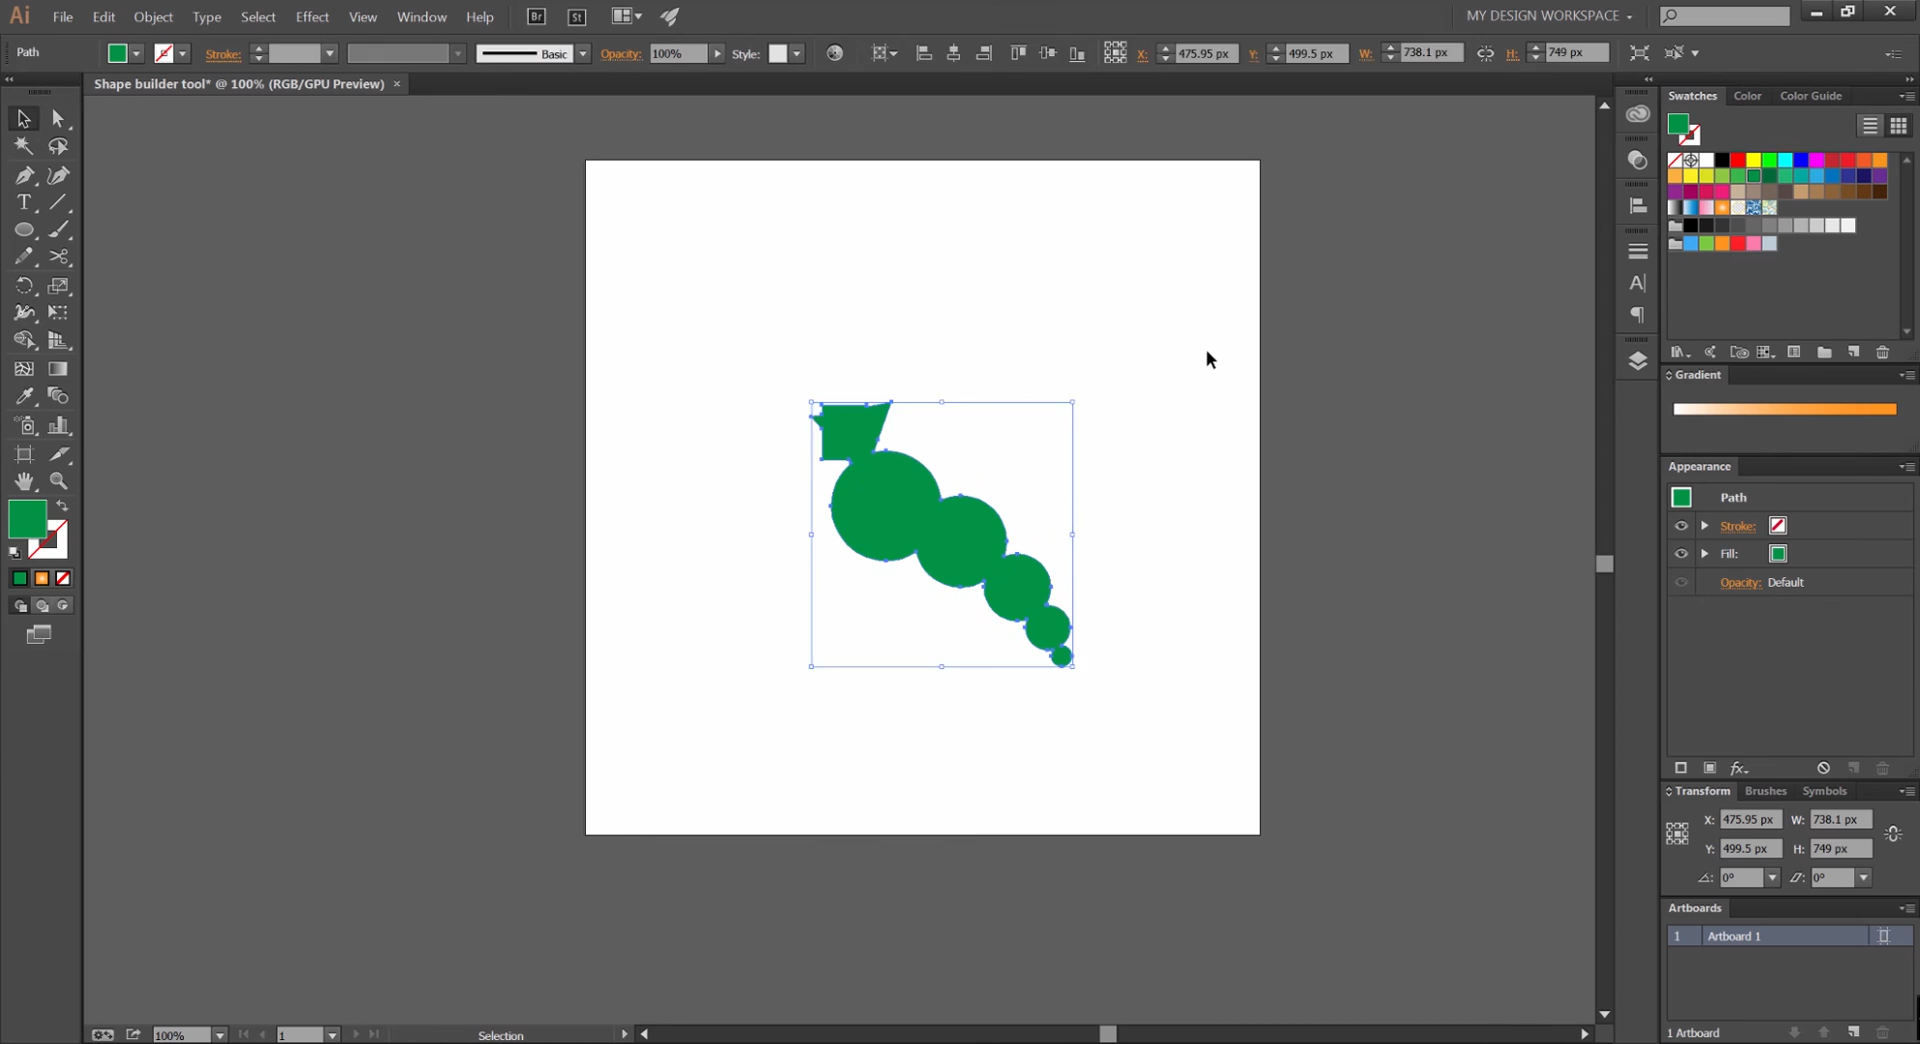 Ai File Edit Object Type Select Effect View Window Help Br St MY DESIGN WORKSPACE
Path Stroke: Basic Opacity: 100% Style: X: 475.95 px Y: 499.5 px W: 738.1 px H: 749 px
Shape builder tool* @ 100% (RGB/GPU Preview) ×
Swatches Color Color Guide
Gradient
Appearance
Path
Stroke:
Fill:
Opacity: Default
fx
Transform Brushes Symbols
X: 475.95 px W: 738.1 px
Y: 499.5 px H: 749 px
0° 0°
Artboards
1 Artboard 1
1 Artboard
100% 1 Selection